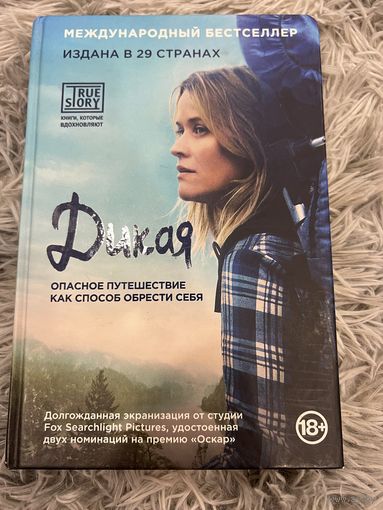 МЕЖДУНАРОДНЫЙ БЕСТСЕЛЛЕР
ИЗДАНА В 29 СТРАНАХ
TRUE
STORY
КНИГИ, КОТОРЫЕ
ВДОХНОВЛЯЮТ
Дикая
ОПАСНОЕ ПУТЕШЕСТВИЕ
КАК СПОСОБ ОБРЕСТИ СЕБЯ
Долгожданная экранизация от студии
Fox Searchlight Pictures, удостоенная
двух номинаций на премию «Оскар»
18+